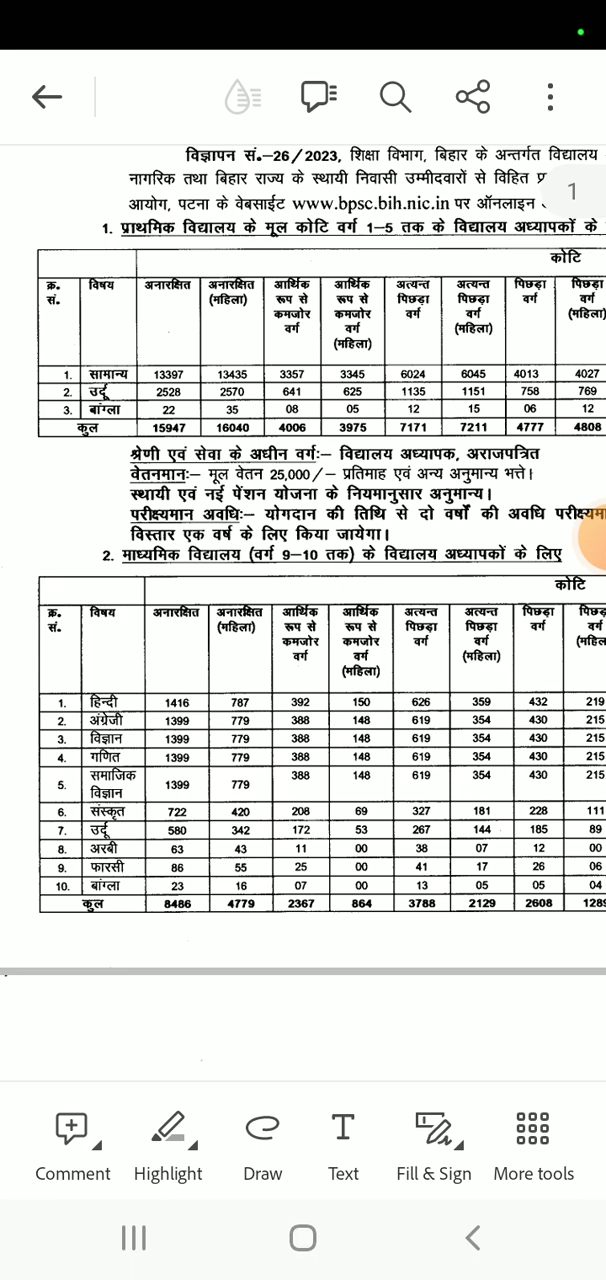 विज्ञापन सं.–26/2023, शिक्षा विभाग, बिहार के अन्तर्गत विद्यालय
नागरिक तथा बिहार राज्य के स्थायी निवासी उम्मीदवारों से विहित
1
आयोग, पटना के वेबसाईट www.bpsc.bih.nic.in पर ऑनलाइन
1. प्राथमिक विद्यालय के मूल कोटि वर्ग 1–5 तक के विद्यालय अध्यापकों के
कोटि
क्र. सं. विषय अनारक्षित अनारक्षित (महिला) आर्थिक रूप से कमजोर वर्ग आर्थिक रूप से कमजोर वर्ग (महिला) अत्यन्त पिछड़ा वर्ग अत्यन्त पिछड़ा वर्ग (महिला) पिछड़ा वर्ग पिछड़ा वर्ग (महिला)
1. सामान्य 13397 13435 3357 3345 6024 6045 4013 4027
2. उर्दू 2528 2570 641 625 1135 1151 758 769
3. बांग्ला 22 35 08 05 12 15 06 12
कुल 15947 16040 4006 3975 7171 7211 4777 4808
श्रेणी एवं सेवा के अधीन वर्गः– विद्यालय अध्यापक, अराजपत्रित
वेतनमानः– मूल वेतन 25,000/– प्रतिमाह एवं अन्य अनुमान्य भत्ते।
स्थायी एवं नई पेंशन योजना के नियमानुसार अनुमान्य।
परीक्ष्यमान अवधिः– योगदान की तिथि से दो वर्षों की अवधि
विस्तार एक वर्ष के लिए किया जायेगा।
2. माध्यमिक विद्यालय (वर्ग 9–10 तक) के विद्यालय अध्यापकों के लिए
कोटि
क्र. सं. विषय अनारक्षित अनारक्षित (महिला) आर्थिक रूप से कमजोर वर्ग आर्थिक रूप से कमजोर वर्ग (महिला) अत्यन्त पिछड़ा वर्ग अत्यन्त पिछड़ा वर्ग (महिला) पिछड़ा वर्ग वर्ग
1. हिन्दी 1416 787 392 150 626 359 432 219
2. अंग्रेजी 1399 779 388 148 619 354 430 215
3. विज्ञान 1399 779 388 148 619 354 430 215
4. गणित 1399 779 388 148 619 354 430 215
5. समाजिक विज्ञान 1399 779 388 148 619 354 430 215
6. संस्कृत 722 420 208 69 327 181 228 111
7. उर्दू 580 342 172 53 267 144 185 89
8. अरबी 63 43 11 00 38 07 12 00
9. फारसी 86 55 25 00 41 17 26 06
10. बांग्ला 23 16 07 00 13 05 05 04
कुल 8486 4779 2367 864 3788 2129 2608
Comment Highlight Draw Text Fill & Sign More tools